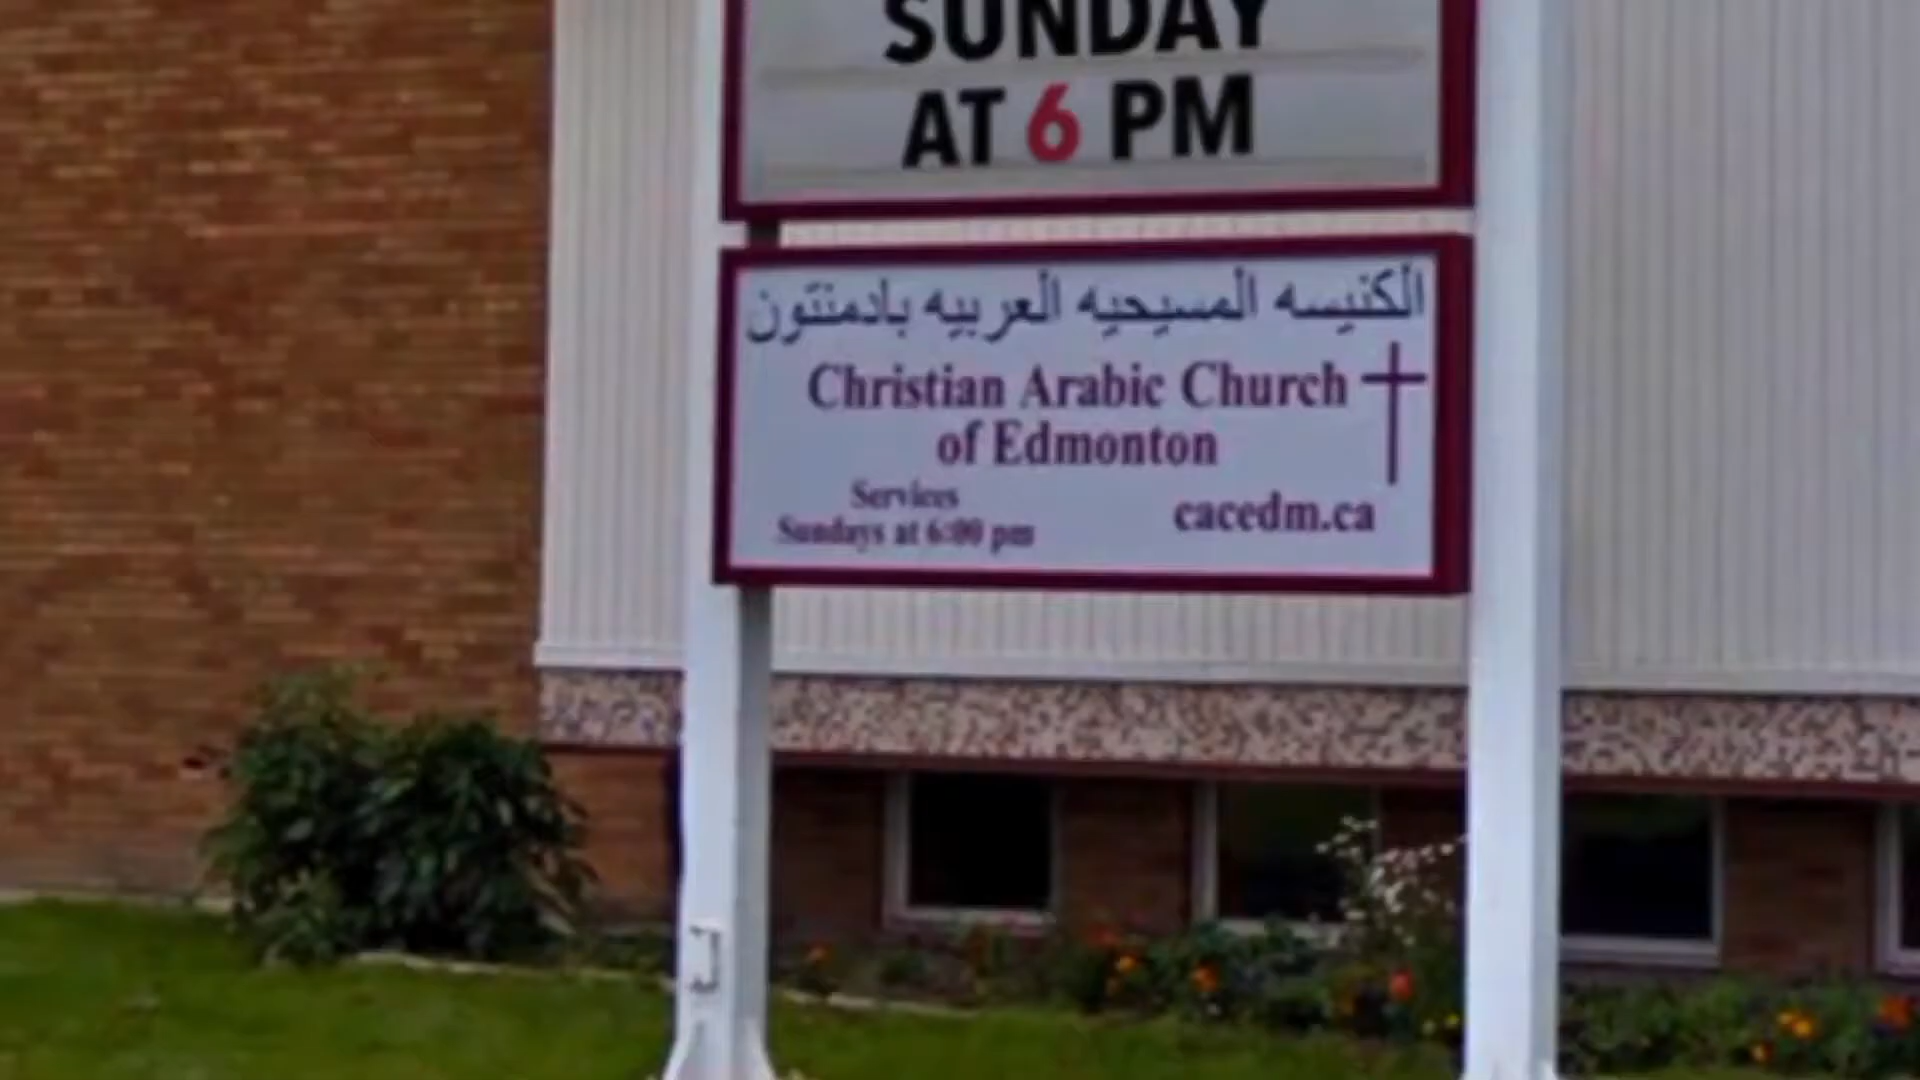 SUNDAY
AT 6 PM
الكنيسه المسيحيه العربيه بادمنتون
Christian Arabic Church
of Edmonton
Services
Sundays at 6:00 pm
cacedm.ca